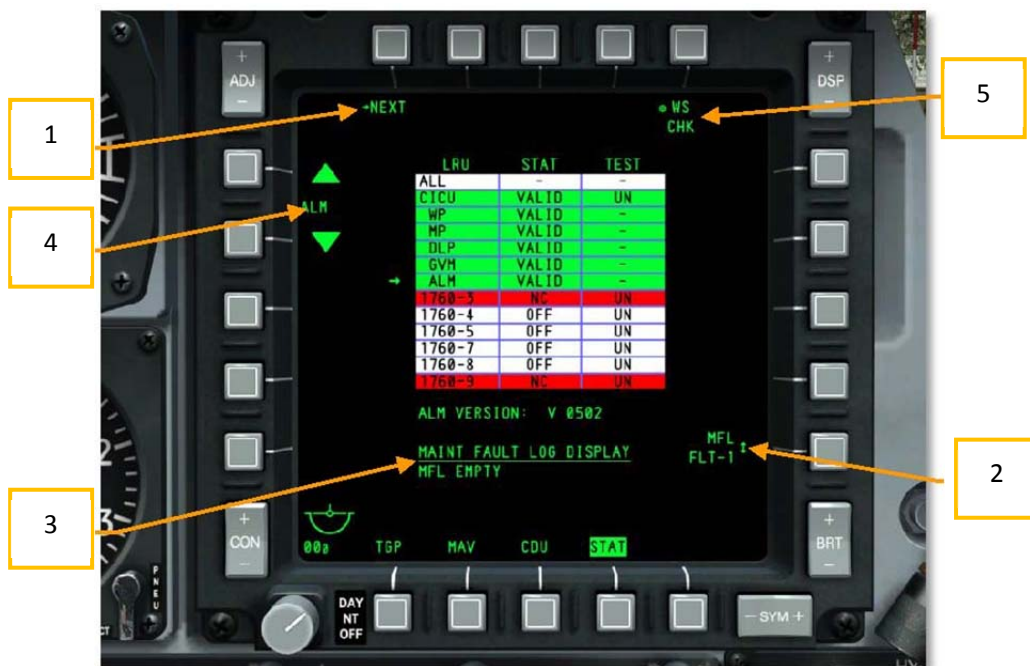 1
5
4
2
3
+
ADJ
-
+
DSP
-
→NEXT
WS
CHK
ALM
LRU STAT TEST
ALL - -
CICU VALID UN
WP VALID -
MP VALID -
DLP VALID -
GVM VALID -
→ ALM VALID -
1760-3 NC UN
1760-4 OFF UN
1760-5 OFF UN
1760-7 OFF UN
1760-8 OFF UN
1760-9 NC UN
ALM VERSION: V 0502
MAINT FAULT LOG DISPLAY
MFL EMPTY
MFL
FLT-1 ↕
+
CON
-
+
BRT
-
TGP MAV CDU STAT
DAY
NT
OFF
- SYM +
PNEU
2
3
CT